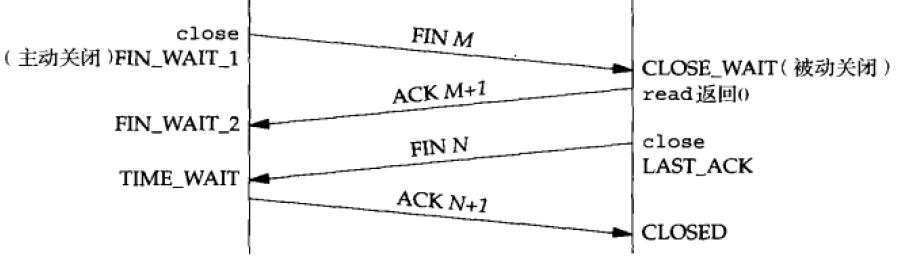 close
FIN M
(主动关闭)FIN_WAIT_1
CLOSE_WAIT(被动关闭)
ACK M+1
read返回0
FIN_WAIT_2
close
FIN N
LAST_ACK
TIME_WAIT
ACK N+1
CLOSED